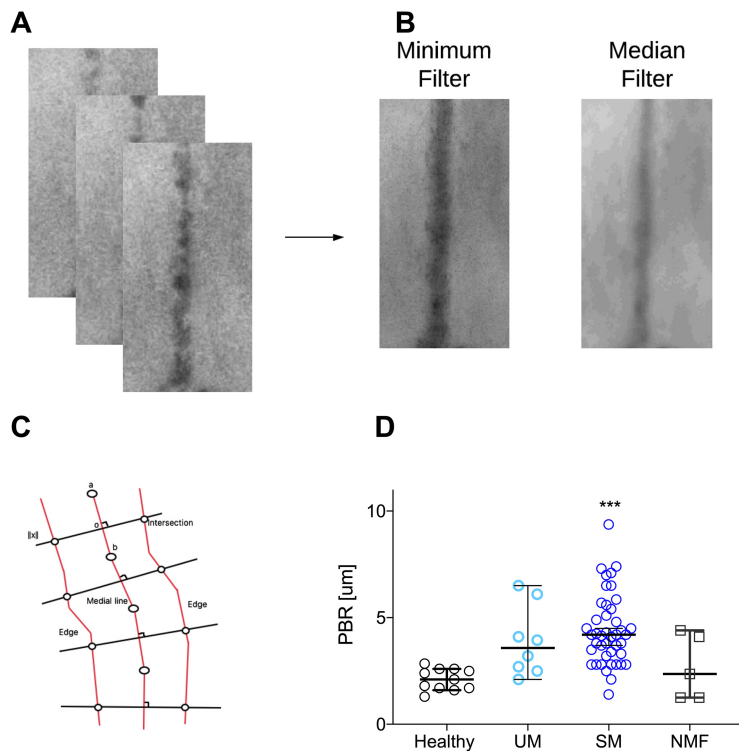 A
B
Minimum
Filter
Median
Filter
C
a
o
Intersection
||x||
b
Medial line
Edge
Edge
D
***
10
5
0
PBR [um]
Healthy
UM
SM
NMF